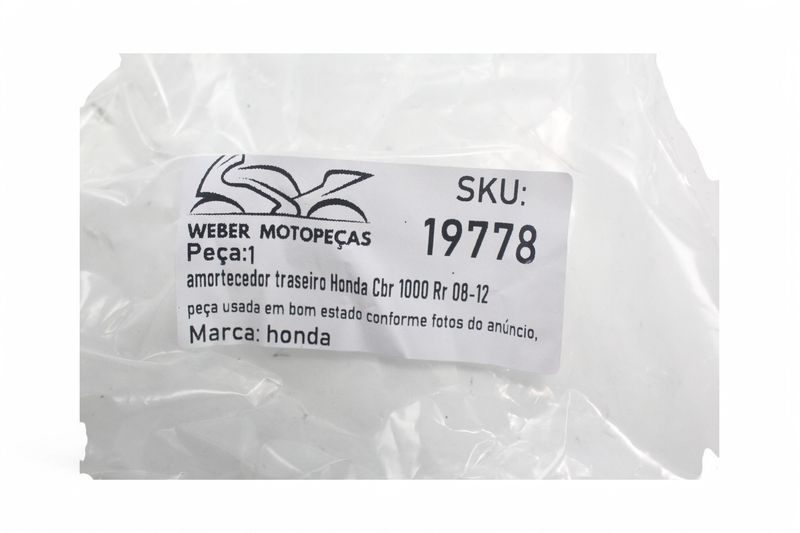 WEBER MOTOPEÇAS
SKU:
19778
Peça:1
amortecedor traseiro Honda Cbr 1000 Rr 08-12
peça usada em bom estado conforme fotos do anúncio,
Marca: honda